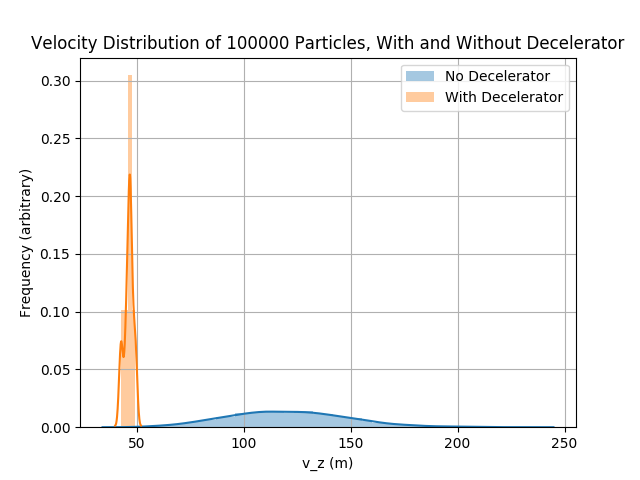 Velocity Distribution of 100000 Particles, With and Without Decelerator
No Decelerator
With Decelerator
Frequency (arbitrary)
0.30
0.25
0.20
0.15
0.10
0.05
0.00
50
100
150
200
250
v_z (m)